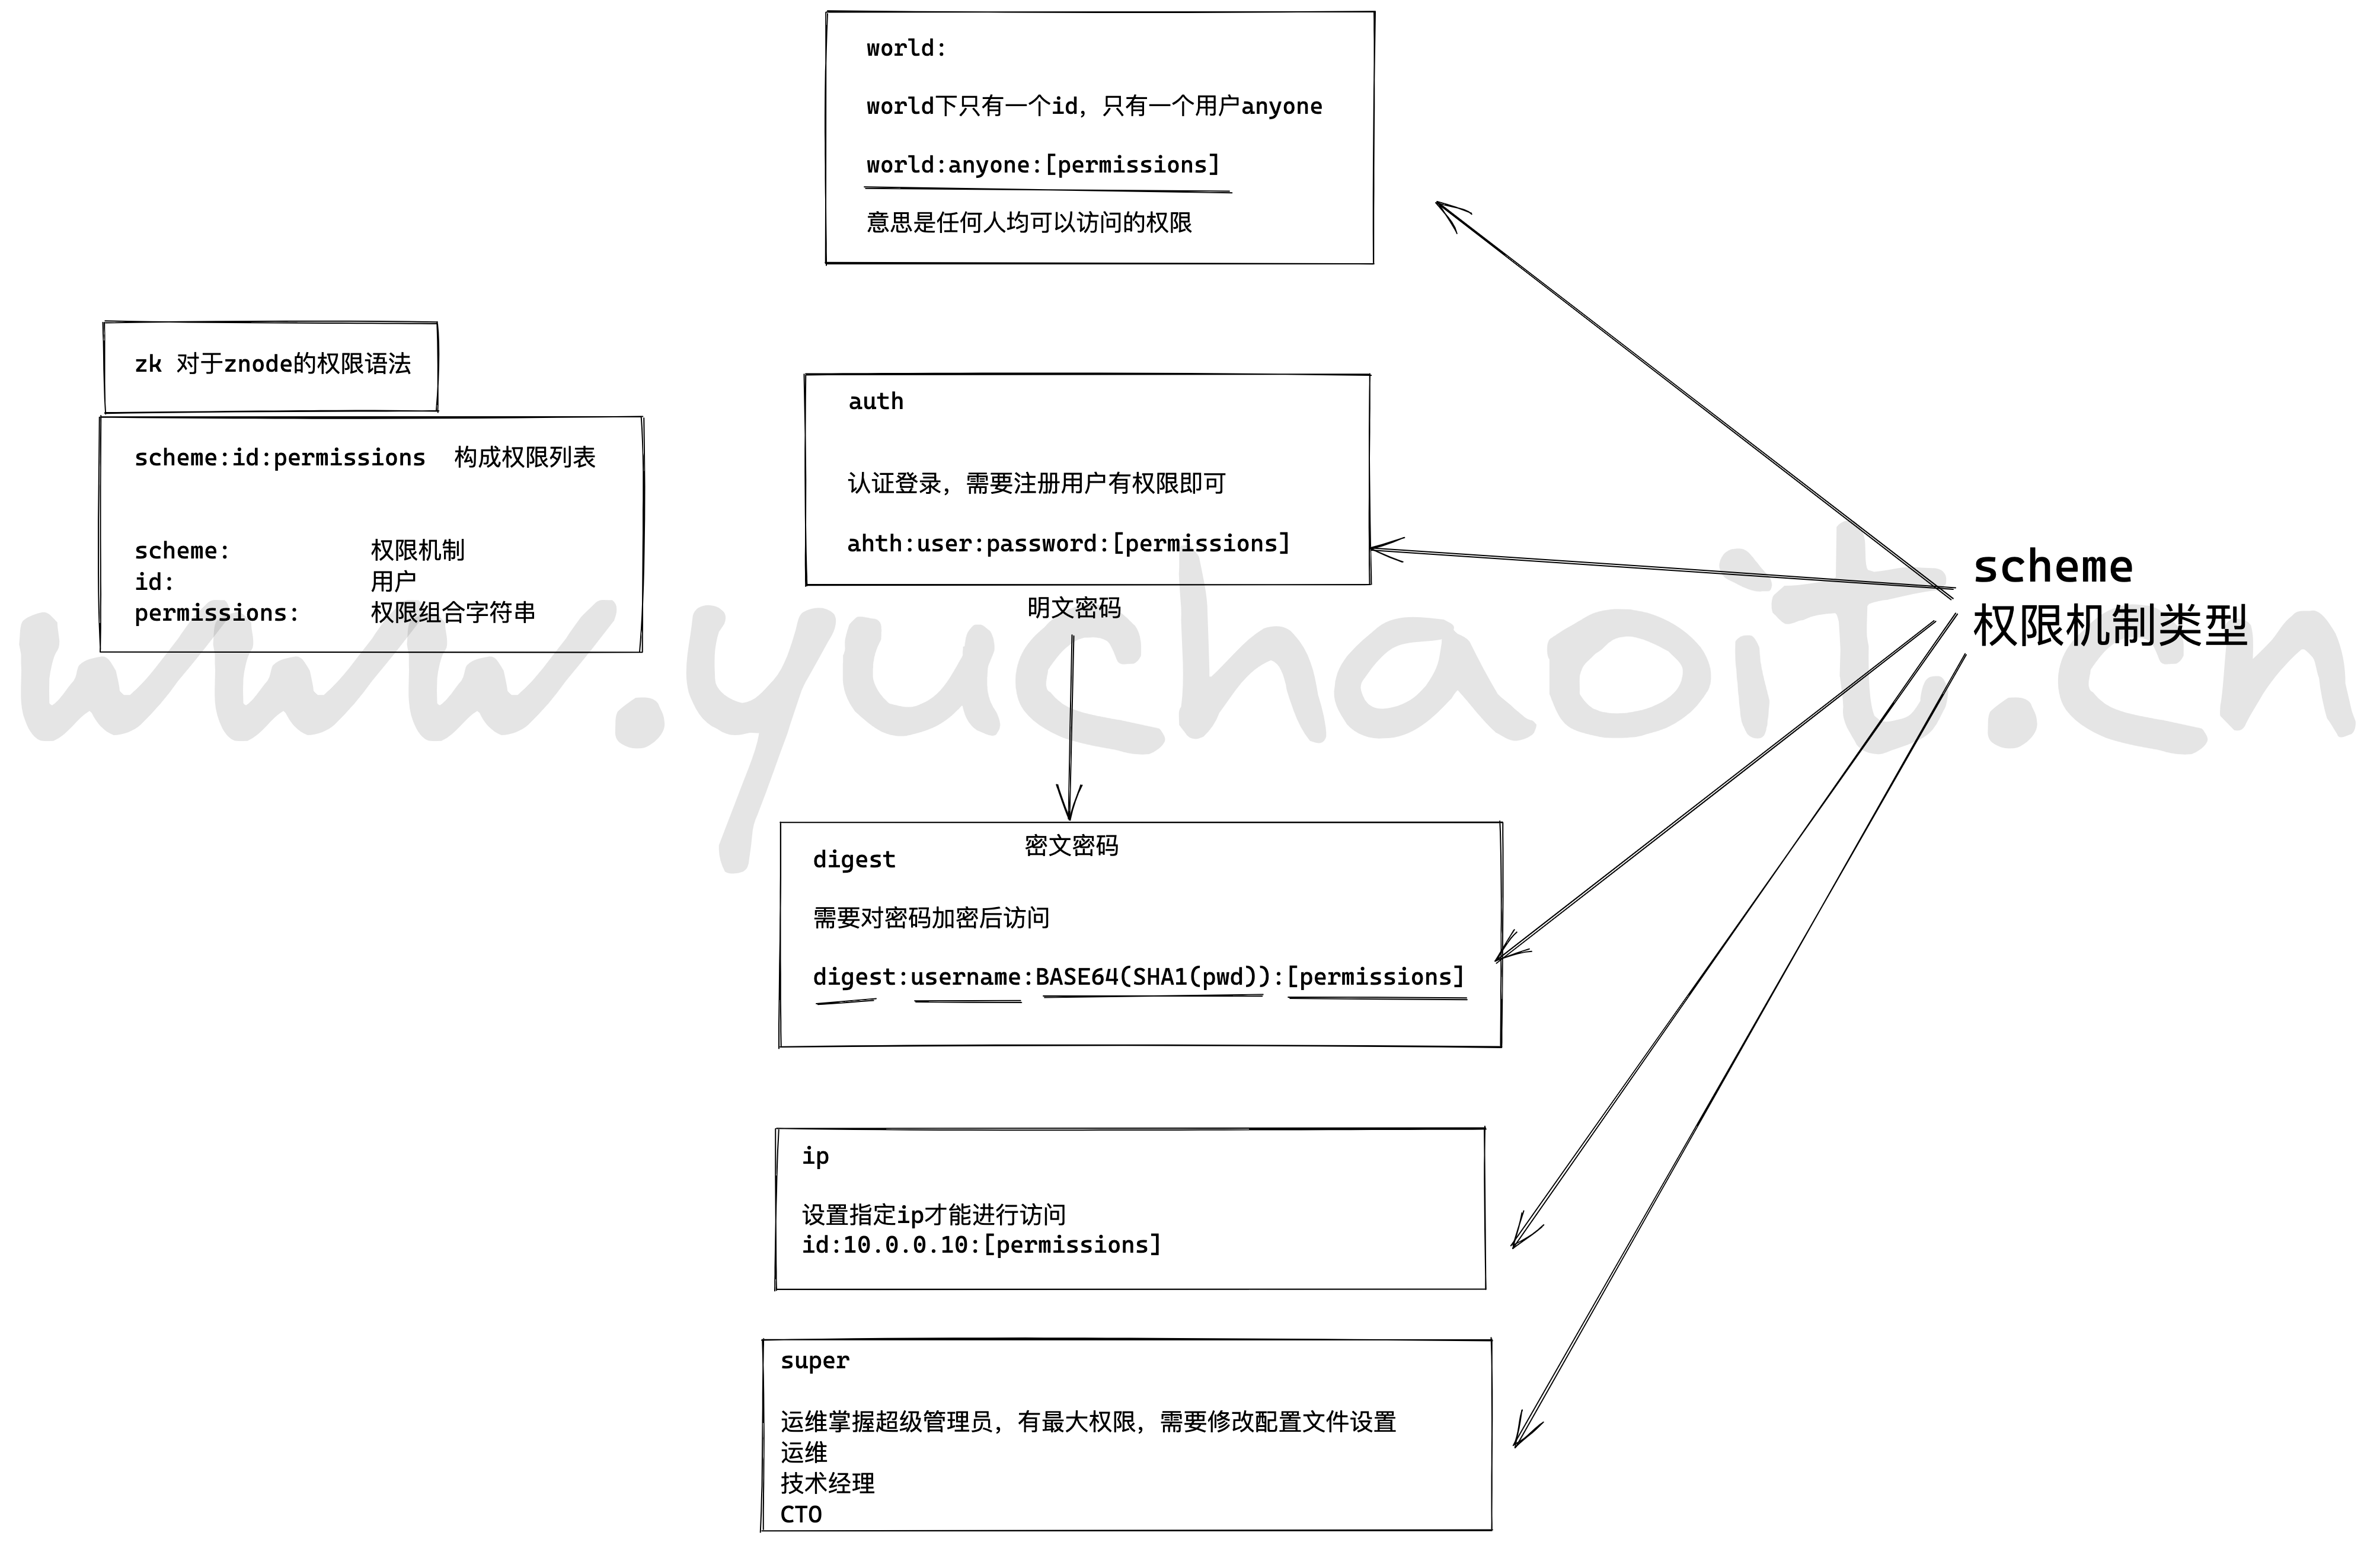 world:
world下只有一个id，只有一个用户anyone
world:anyone:[permissions]
意思是任何人均可以访问的权限
zk 对于znode的权限语法
scheme:id:permissions 构成权限列表
scheme: 权限机制
id: 用户
permissions: 权限组合字符串
auth
认证登录，需要注册用户有权限即可
ahth:user:password:[permissions]
明文密码
密文密码
digest
需要对密码加密后访问
digest:username:BASE64(SHA1(pwd)):[permissions]
ip
设置指定ip才能进行访问
id:10.0.0.10:[permissions]
super
运维掌握超级管理员，有最大权限，需要修改配置文件设置
运维
技术经理
CTO
scheme
权限机制类型
www.yuchaoit.cn